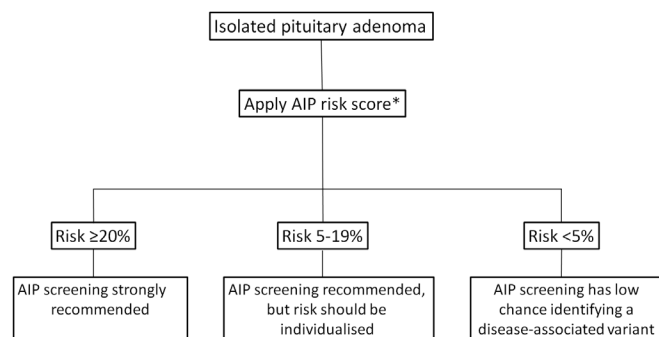 Isolated pituitary adenoma
Apply AIP risk score*
Risk ≥20%
Risk 5-19%
Risk <5%
AIP screening strongly
recommended
AIP screening recommended,
but risk should be
individualised
AIP screening has low
chance identifying a
disease-associated variant